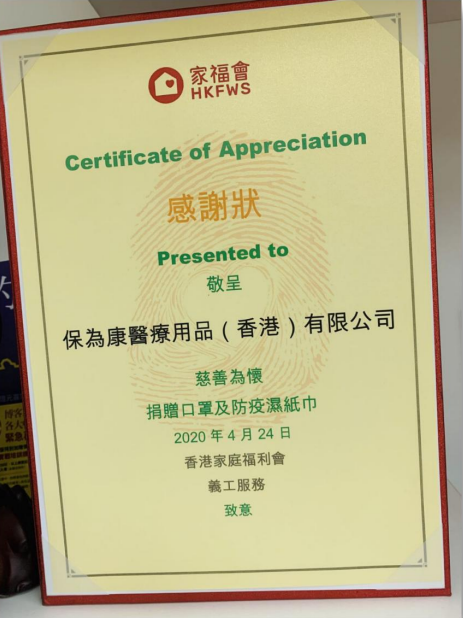 家福會
HKFWS
Certificate of Appreciation
感謝狀
Presented to
敬呈
保為康醫療用品（香港）有限公司
慈善為懷
捐贈口罩及防疫濕紙巾
2020 年 4 月 24 日
香港家庭福利會
義工服務
致意